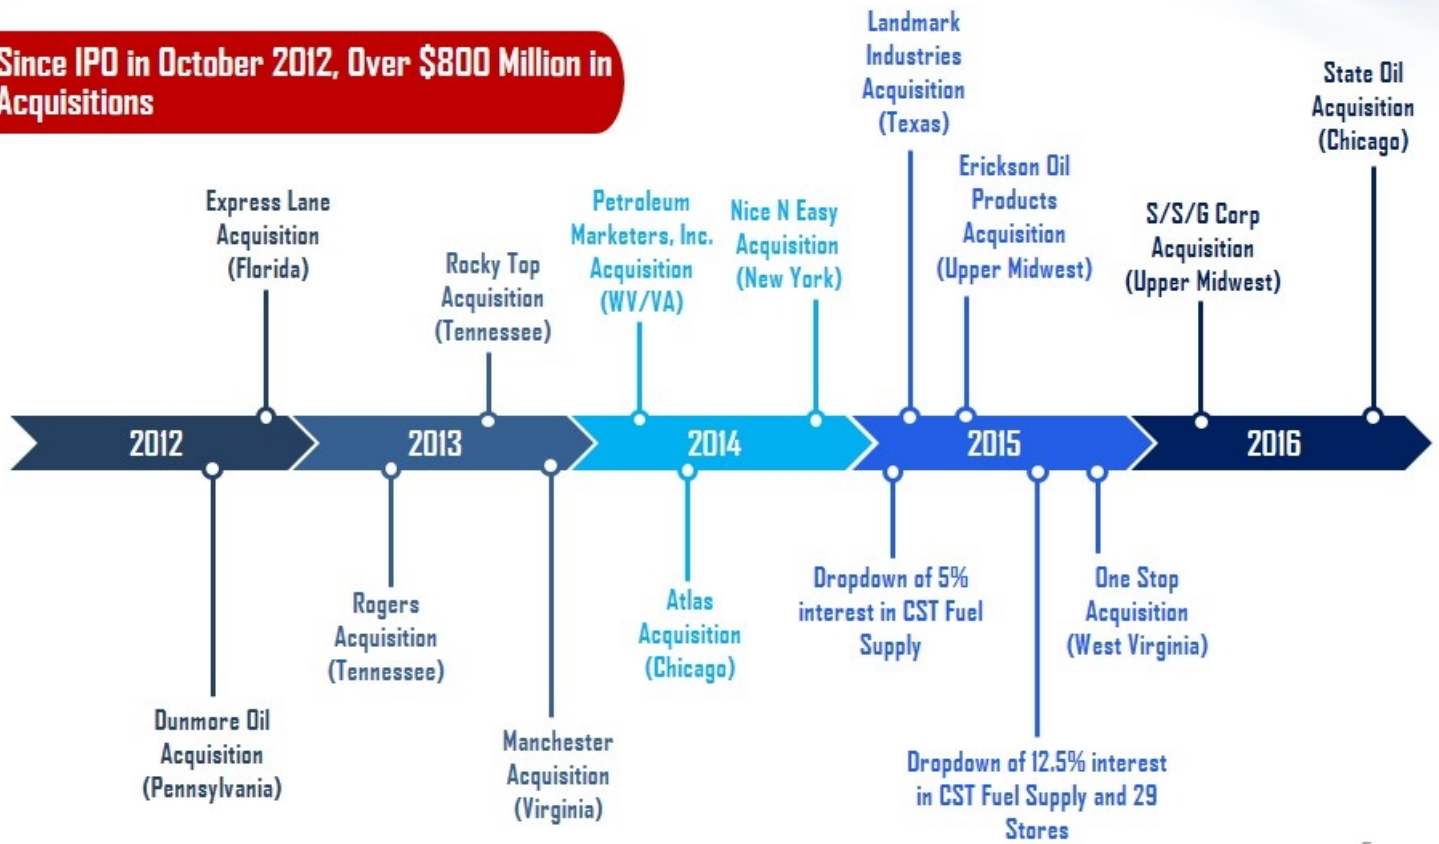 Since IPO in October 2012, Over $800 Million in
Acquisitions
Landmark
Industries
Acquisition
(Texas)
State Oil
Acquisition
(Chicago)
Express Lane
Acquisition
(Florida)
Rocky Top
Acquisition
(Tennessee)
Petroleum
Marketers, Inc.
Acquisition
(WV/VA)
Nice N Easy
Acquisition
(New York)
Erickson Oil
Products
Acquisition
(Upper Midwest)
S/S/G Corp
Acquisition
(Upper Midwest)
2012
2013
2014
2015
2016
Dunmore Oil
Acquisition
(Pennsylvania)
Rogers
Acquisition
(Tennessee)
Manchester
Acquisition
(Virginia)
Atlas
Acquisition
(Chicago)
Dropdown of 5%
interest in CST Fuel
Supply
Dropdown of 12.5% interest
in CST Fuel Supply and 29
Stores
One Stop
Acquisition
(West Virginia)